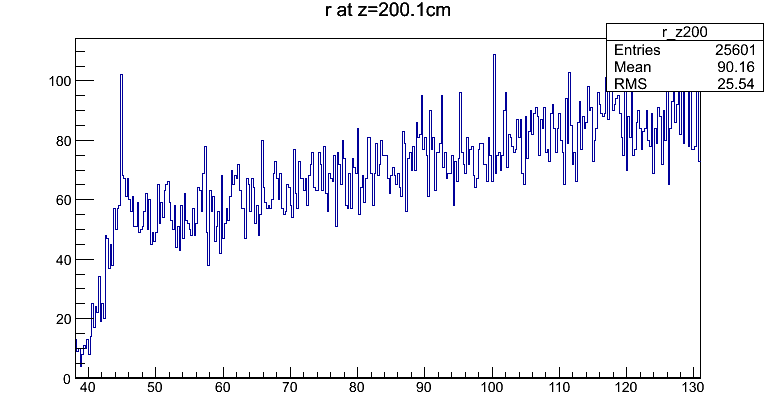 r at z=200.1cm
r_z200
Entries 25601
Mean 90.16
RMS 25.54
100
80
60
40
20
0
40 50 60 70 80 90 100 110 120 130